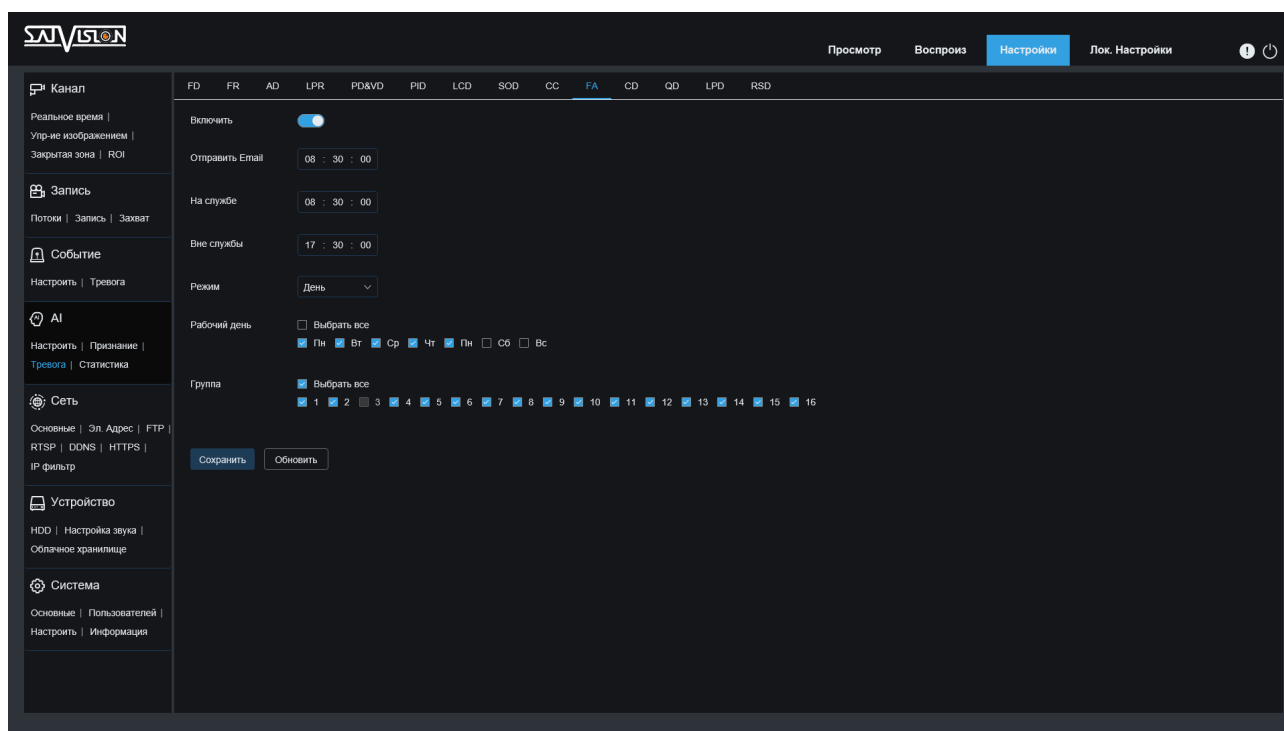 SATVISION
Просмотр Воспроиз Настройки Лок. Настройки
Канал
Реальное время |
Упр-ие изображением |
Закрытая зона | ROI
Запись
Потоки | Запись | Захват
Событие
Настроить | Тревога
AI
Настроить | Признание |
Тревога | Статистика
Сеть
Основные | Эл. Адрес | FTP |
RTSP | DDNS | HTTPS |
IP фильтр
Устройство
HDD | Настройка звука |
Облачное хранилище
Система
Основные | Пользователей |
Настроить | Информация
FD FR AD LPR PD&VD PID LCD SOD CC FA CD QD LPD RSD
Включить
Отправить Email 08 : 30 : 00
На службе 08 : 30 : 00
Вне службы 17 : 30 : 00
Режим День
Рабочий день Выбрать все
Пн Вт Ср Чт Пн Сб Вс
Группа Выбрать все
1 2 3 4 5 6 7 8 9 10 11 12 13 14 15 16
Сохранить Обновить